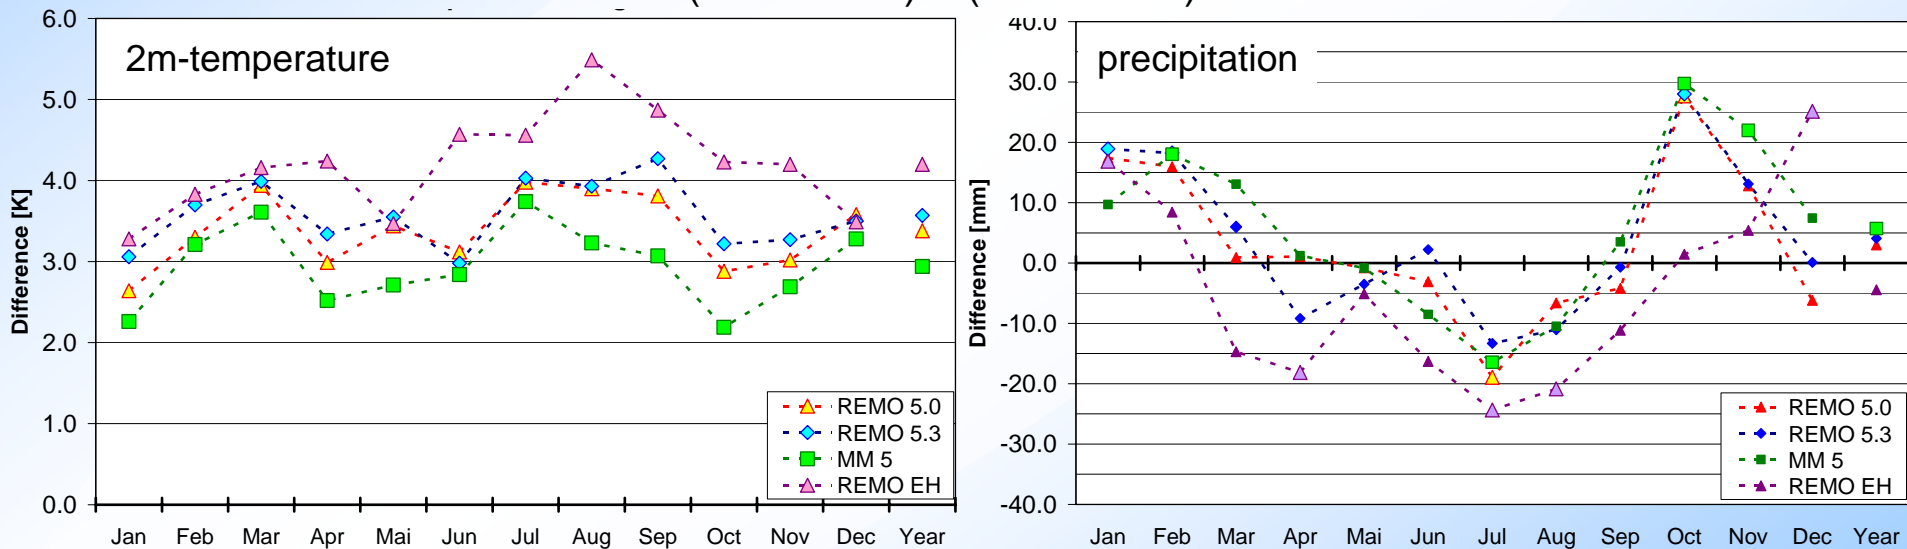 2m-temperature
6.0
5.0
4.0
3.0
2.0
1.0
0.0
Difference [K]
Jan Feb Mar Apr Mai Jun Jul Aug Sep Oct Nov Dec Year
REMO 5.0
REMO 5.3
MM 5
REMO EH
precipitation
40.0
30.0
20.0
10.0
0.0
-10.0
-20.0
-30.0
-40.0
Difference [mm]
Jan Feb Mar Apr Mai Jun Jul Aug Sep Oct Nov Dec Year
REMO 5.0
REMO 5.3
MM 5
REMO EH